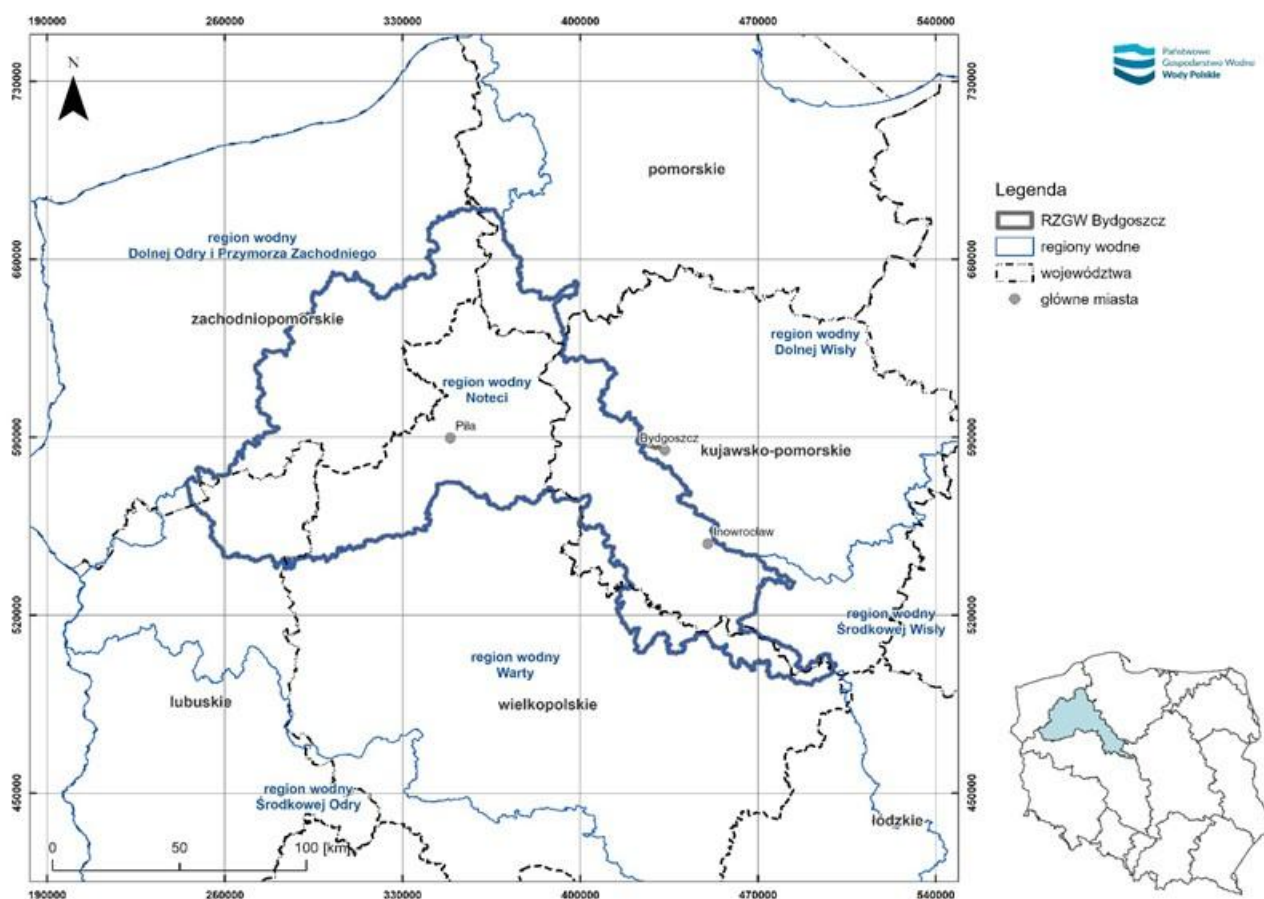 190000 260000 330000 400000 470000 540000
730000 730000
N
Państwowe
Gospodarstwo Wodne
Wody Polskie
pomorskie
Legenda
RZGW Bydgoszcz
regiony wodne
województwa
główne miasta
region wodny
Dolnej Odry i Przymorza Zachodniego
660000 660000
zachodniopomorskie
region wodny
Dolnej Wisły
region wodny
Noteci
Piła
590000 590000
Bydgoszcz
kujawsko-pomorskie
Inowrocław
520000 520000
region wodny
Środkowej Wisły
region wodny
Warty
lubuskie
wielkopolskie
region wodny
Środkowej Odry
450000 450000
łódzkie
0 50 100 [km]
190000 260000 330000 400000 470000 540000